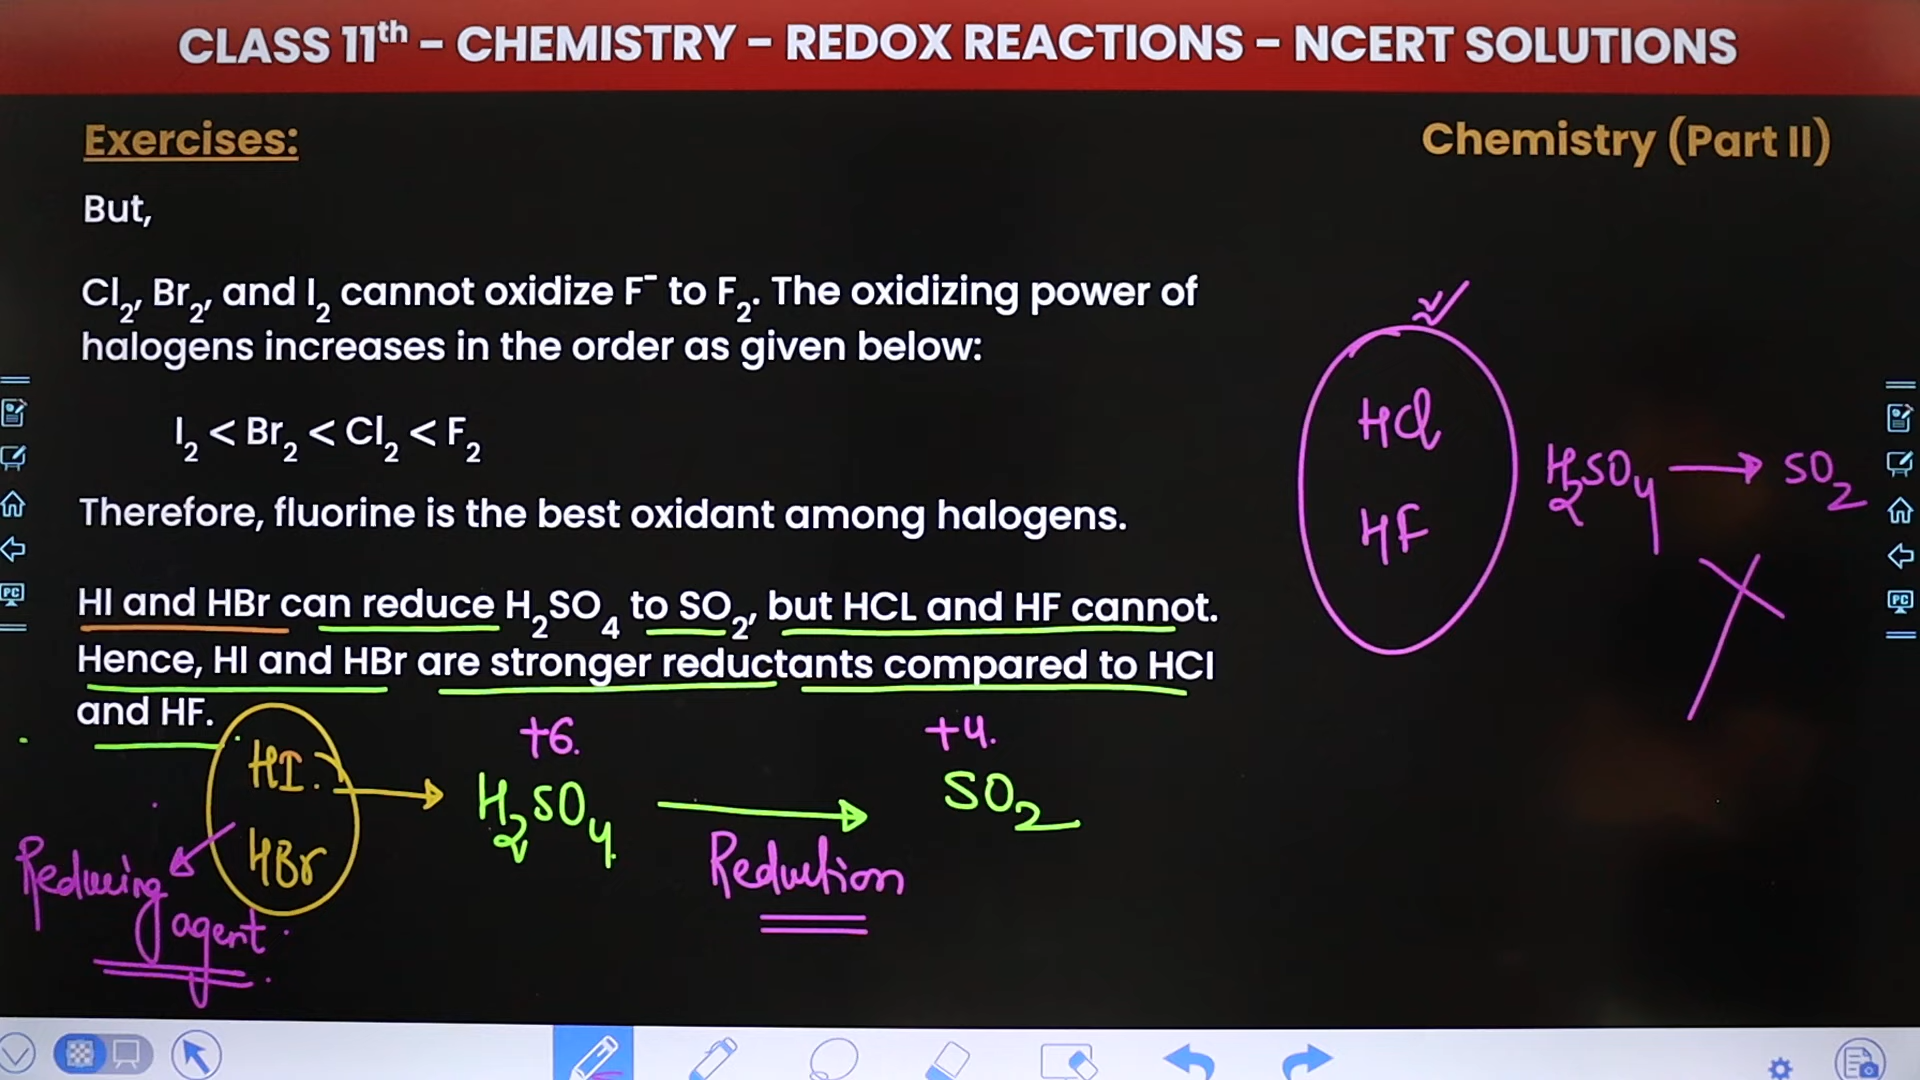 CLASS 11th – CHEMISTRY – REDOX REACTIONS – NCERT SOLUTIONS
Exercises:
Chemistry (Part II)
But,
Cl2, Br2, and I2 cannot oxidize F⁻ to F2. The oxidizing power of
halogens increases in the order as given below:
I2 < Br2 < Cl2 < F2
Therefore, fluorine is the best oxidant among halogens.
HI and HBr can reduce H2SO4 to SO2, but HCL and HF cannot.
Hence, HI and HBr are stronger reductants compared to HCl
and HF.
HCl
HF
H2SO4 → SO2
+6.
+4.
HI
HBr
→ H2SO4 → SO2
Reduction
Reducing
agent
PC
PC